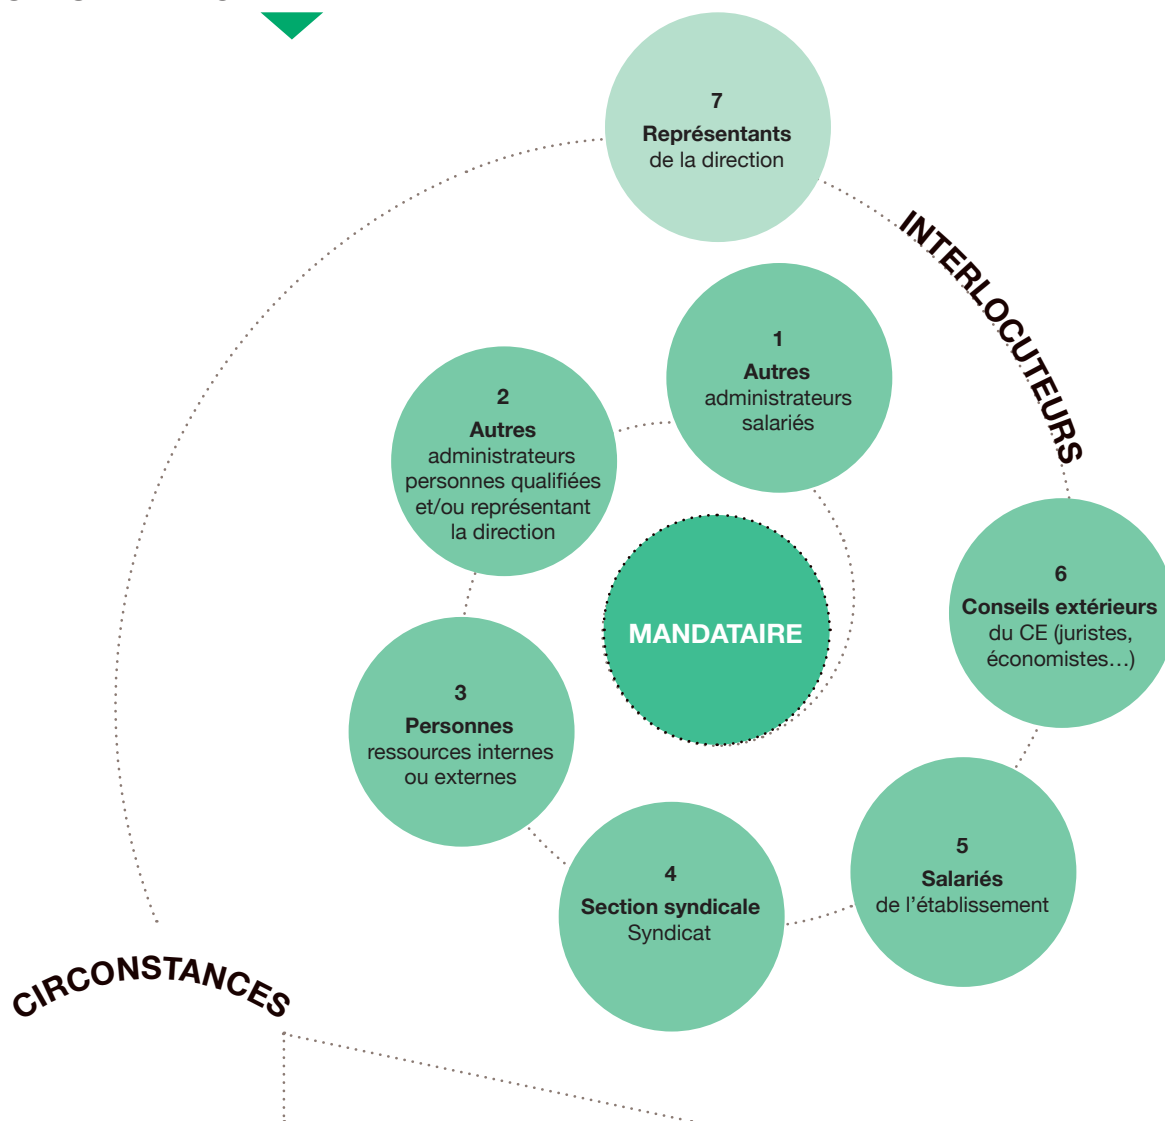 7
Représentants
de la direction
INTERLOCUTEURS
1
Autres
administrateurs
salariés
2
Autres
administrateurs
personnes qualifiées
et/ou représentant
la direction
MANDATAIRE
6
Conseils extérieurs
du CE (juristes,
économistes…)
3
Personnes
ressources internes
ou externes
5
Salariés
de l’établissement
4
Section syndicale
Syndicat
CIRCONSTANCES